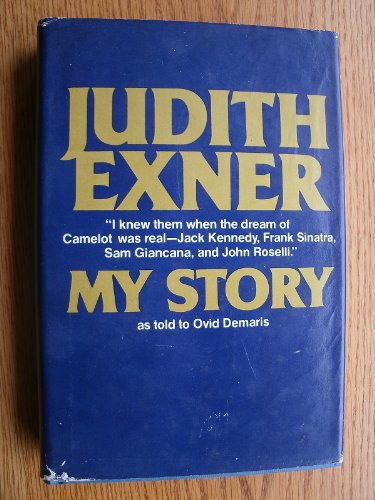 JUDITH
EXNER
"I knew them when the dream of
Camelot was real—Jack Kennedy, Frank Sinatra,
Sam Giancana, and John Roselli."
MY STORY
as told to Ovid Demaris